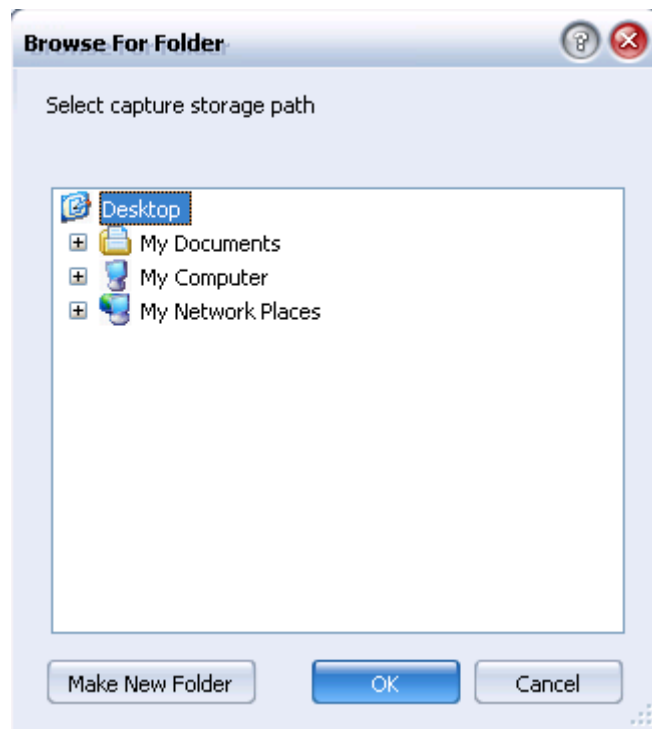 Browse For Folder
Select capture storage path
Desktop
My Documents
My Computer
My Network Places
Make New Folder OK Cancel